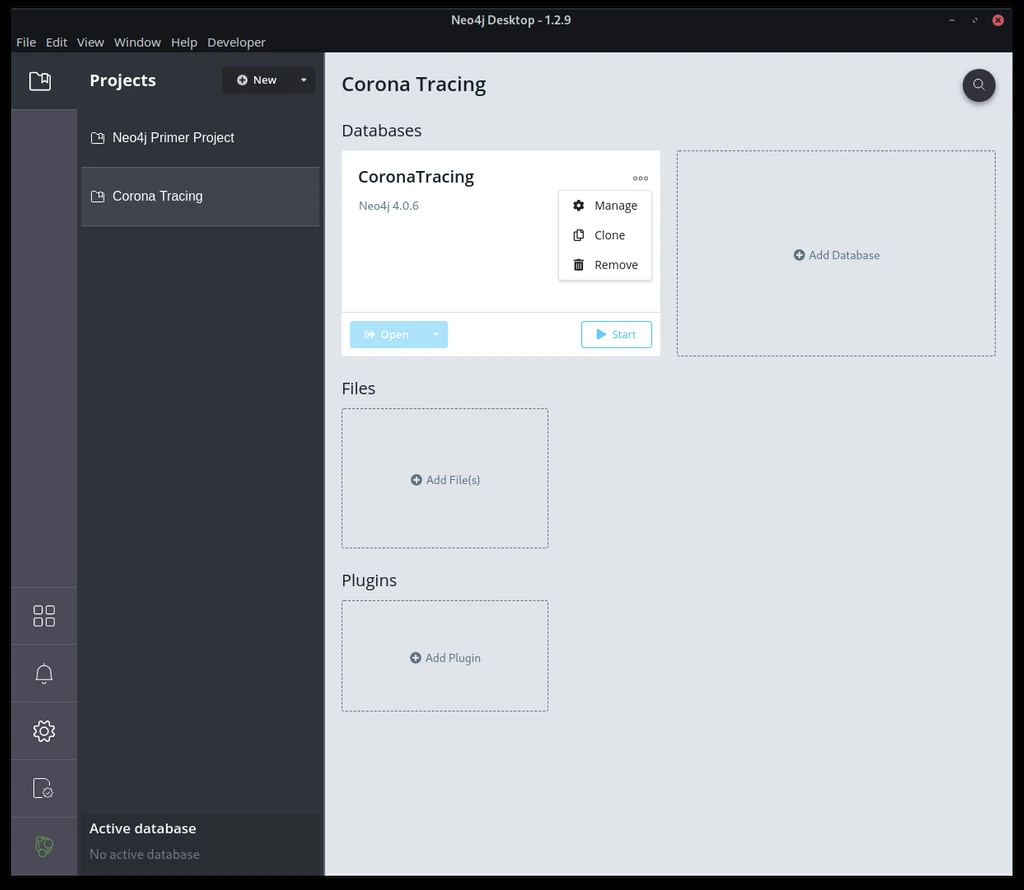 Neo4j Desktop - 1.2.9
File Edit View Window Help Developer
Projects
New
Neo4j Primer Project
Corona Tracing
Active database
No active database
Corona Tracing
Databases
CoronaTracing
Neo4j 4.0.6
Manage
Clone
Remove
Open
Start
Add Database
Files
Add File(s)
Plugins
Add Plugin